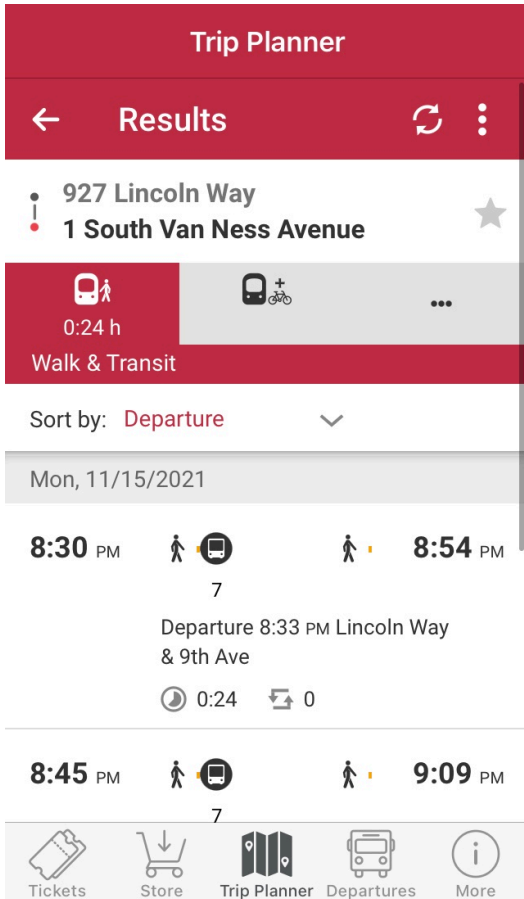 Trip Planner
Results
927 Lincoln Way
1 South Van Ness Avenue
0:24 h
Walk & Transit
Sort by: Departure
Mon, 11/15/2021
8:30 PM 8:54 PM
7
Departure 8:33 PM Lincoln Way
& 9th Ave
0:24 0
8:45 PM 9:09 PM
7
Tickets Store Trip Planner Departures More